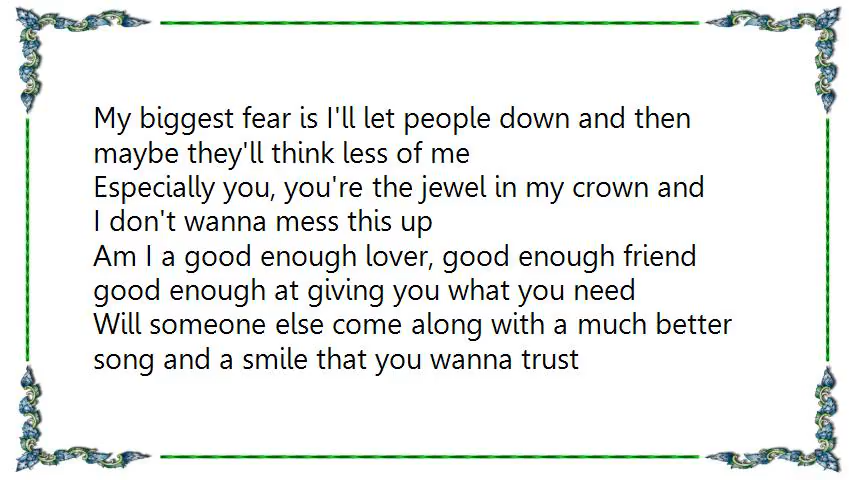 My biggest fear is I'll let people down and then
maybe they'll think less of me
Especially you, you're the jewel in my crown and
I don't wanna mess this up
Am I a good enough lover, good enough friend
good enough at giving you what you need
Will someone else come along with a much better
song and a smile that you wanna trust